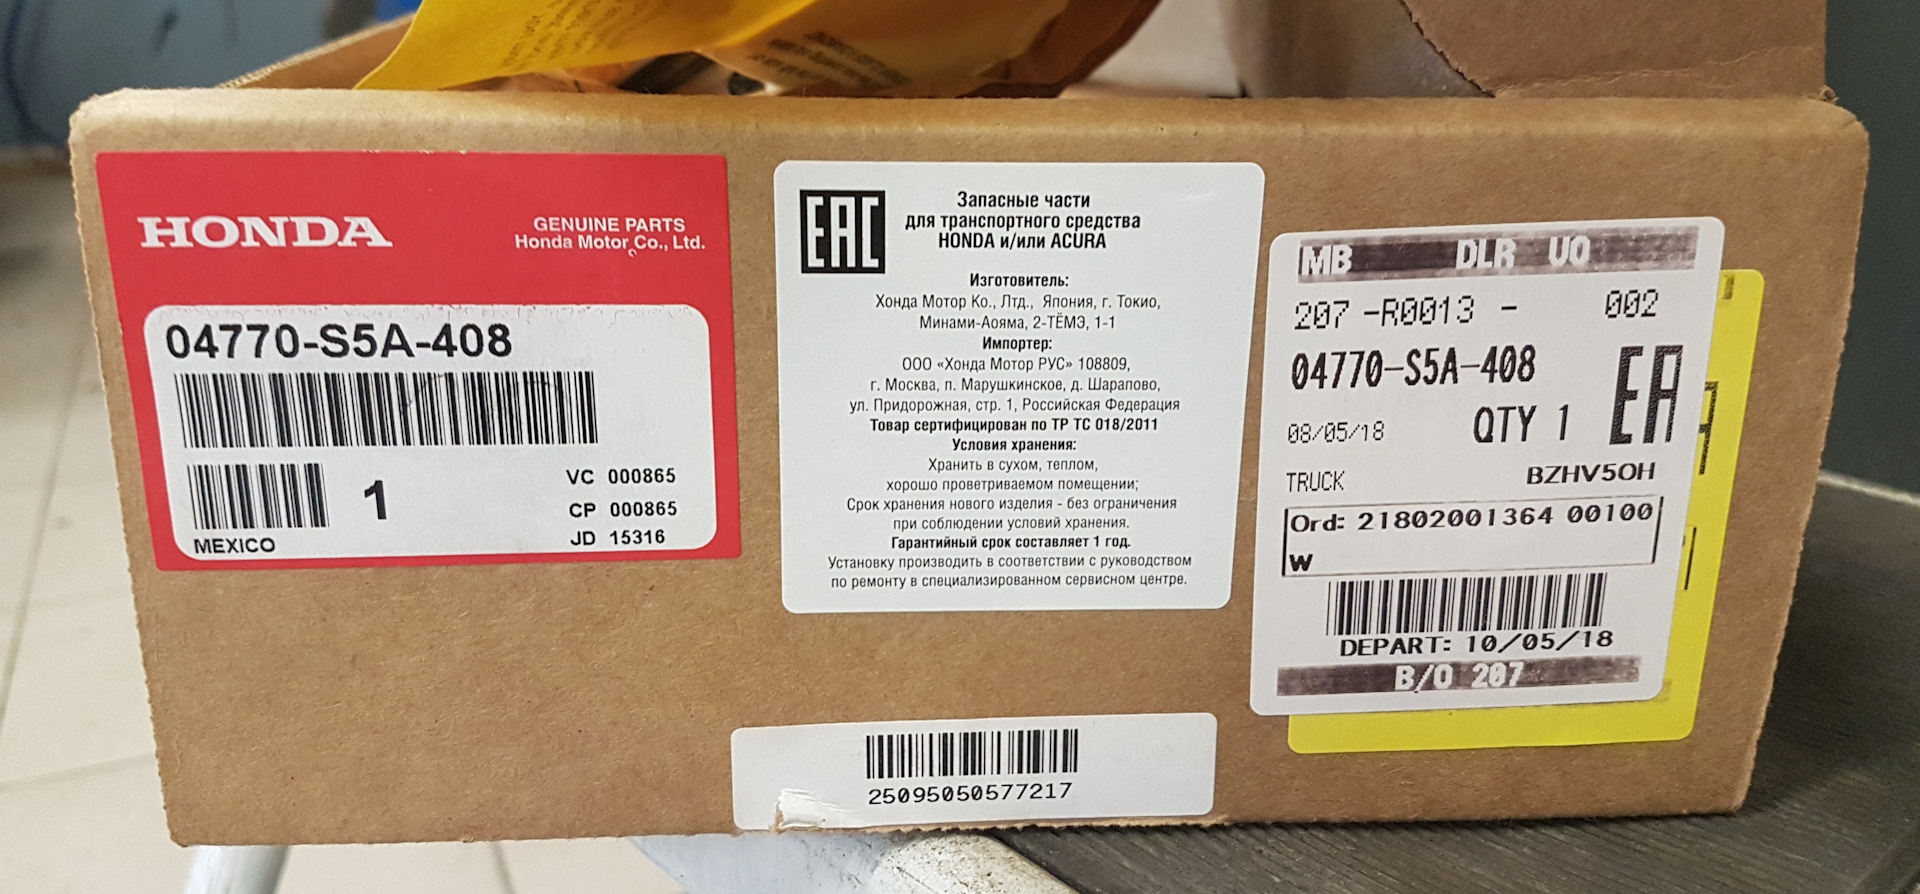 HONDA
GENUINE PARTS
Honda Motor Co., Ltd.
04770-S5A-408
1
MEXICO
VC 000865
CP 000865
JD 15316
EAC
Запасные части
для транспортного средства
HONDA и/или ACURA
Изготовитель:
Хонда Мотор Ко., Лтд., Япония, г. Токио,
Минами-Аояма, 2-ТЁМЭ, 1-1
Импортер:
ООО «Хонда Мотор РУС» 108809,
г. Москва, п. Марушкинское, д. Шарапово,
ул. Придорожная, стр. 1, Российская Федерация
Товар сертифицирован по ТР ТС 018/2011
Условия хранения:
Хранить в сухом, теплом,
хорошо проветриваемом помещении;
Срок хранения нового изделия - без ограничения
при соблюдении условий хранения.
Гарантийный срок составляет 1 год.
Установку производить в соответствии с руководством
по ремонту в специализированном сервисном центре.
MB DLR UO
207 -R0013 - 002
04770-S5A-408
EA
08/05/18 QTY 1
TRUCK BZHV5OH
Ord: 21802001364 00100
W
DEPART: 10/05/18
B/O 207
25095050577217